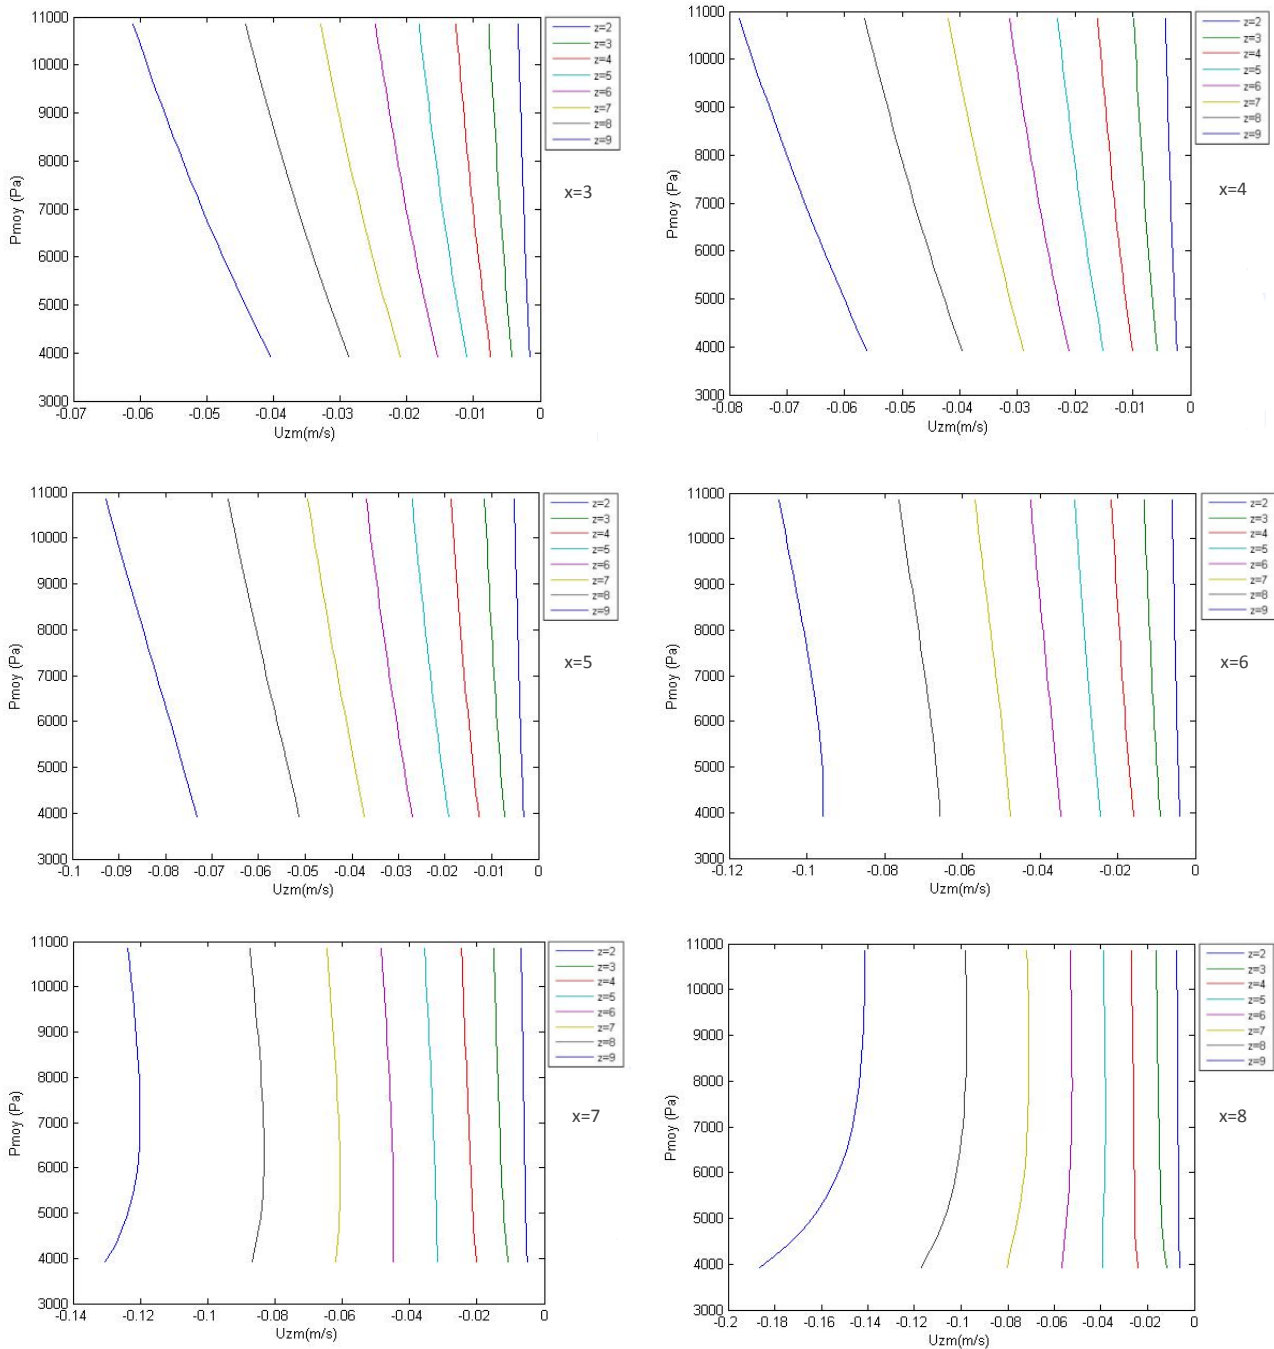 11000
10000
9000
8000
7000
6000
5000
4000
3000
Pmoy (Pa)
-0.07 -0.06 -0.05 -0.04 -0.03 -0.02 -0.01 0
Uzm(m/s)
z=2
z=3
z=4
z=5
z=6
z=7
z=8
z=9
x=3
11000
10000
9000
8000
7000
6000
5000
4000
3000
Pmoy (Pa)
-0.08 -0.07 -0.06 -0.05 -0.04 -0.03 -0.02 -0.01 0
Uzm(m/s)
z=2
z=3
z=4
z=5
z=6
z=7
z=8
z=9
x=4
11000
10000
9000
8000
7000
6000
5000
4000
3000
Pmoy (Pa)
-0.1 -0.09 -0.08 -0.07 -0.06 -0.05 -0.04 -0.03 -0.02 -0.01 0
Uzm(m/s)
z=2
z=3
z=4
z=5
z=6
z=7
z=8
z=9
x=5
11000
10000
9000
8000
7000
6000
5000
4000
3000
Pmoy (Pa)
-0.12 -0.1 -0.08 -0.06 -0.04 -0.02 0
Uzm(m/s)
z=2
z=3
z=4
z=5
z=6
z=7
z=8
z=9
x=6
11000
10000
9000
8000
7000
6000
5000
4000
3000
Pmoy (Pa)
-0.14 -0.12 -0.1 -0.08 -0.06 -0.04 -0.02 0
Uzm(m/s)
z=2
z=3
z=4
z=5
z=6
z=7
z=8
z=9
x=7
11000
10000
9000
8000
7000
6000
5000
4000
3000
Pmoy (Pa)
-0.2 -0.18 -0.16 -0.14 -0.12 -0.1 -0.08 -0.06 -0.04 -0.02 0
Uzm(m/s)
z=2
z=3
z=4
z=5
z=6
z=7
z=8
z=9
x=8